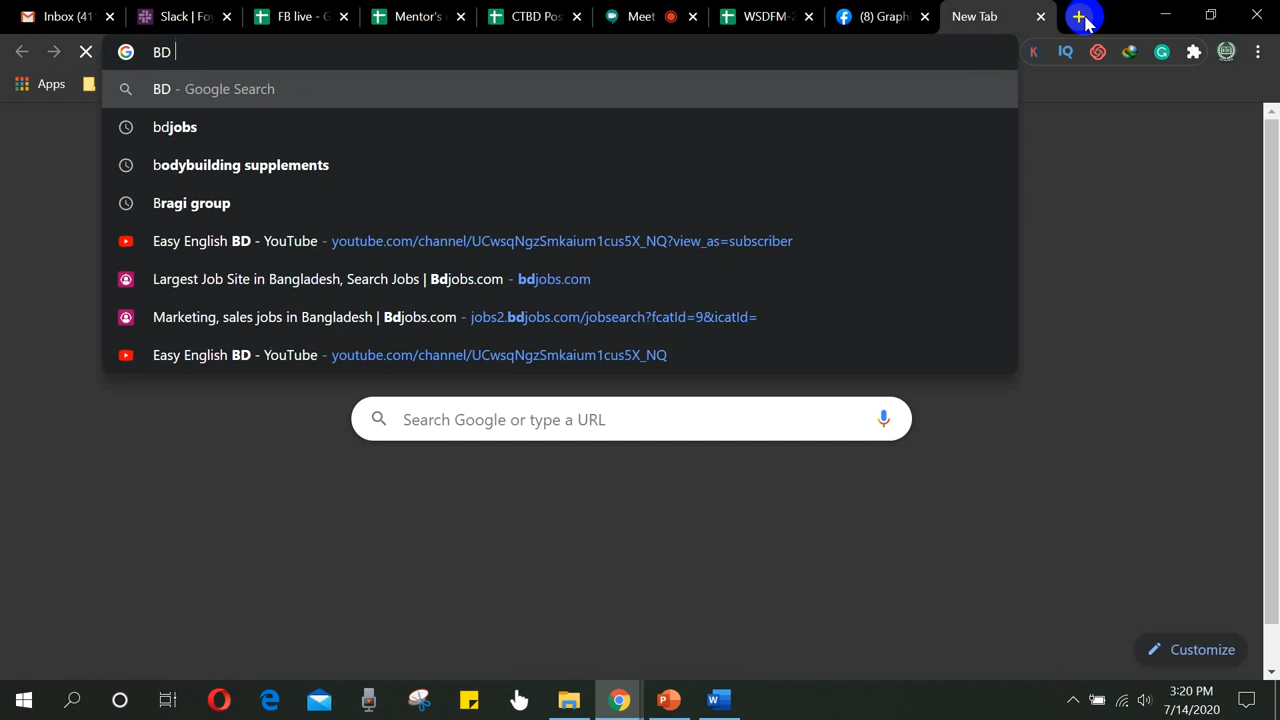 Inbox (41
Slack | Fo
FB live - G
Mentor's
CTBD Pos
Meet
WSDFM-2
(8) Graphi
New Tab
BD
IQ
Apps
BD - Google Search
bdjobs
bodybuilding supplements
Bragi group
Easy English BD - YouTube - youtube.com/channel/UCwsqNgzSmkaium1cus5X_NQ?view_as=subscriber
Largest Job Site in Bangladesh, Search Jobs | Bdjobs.com - bdjobs.com
Marketing, sales jobs in Bangladesh | Bdjobs.com - jobs2.bdjobs.com/jobsearch?fcatId=9&icatId=
Easy English BD - YouTube - youtube.com/channel/UCwsqNgzSmkaium1cus5X_NQ
Search Google or type a URL
Customize
3:20 PM
7/14/2020